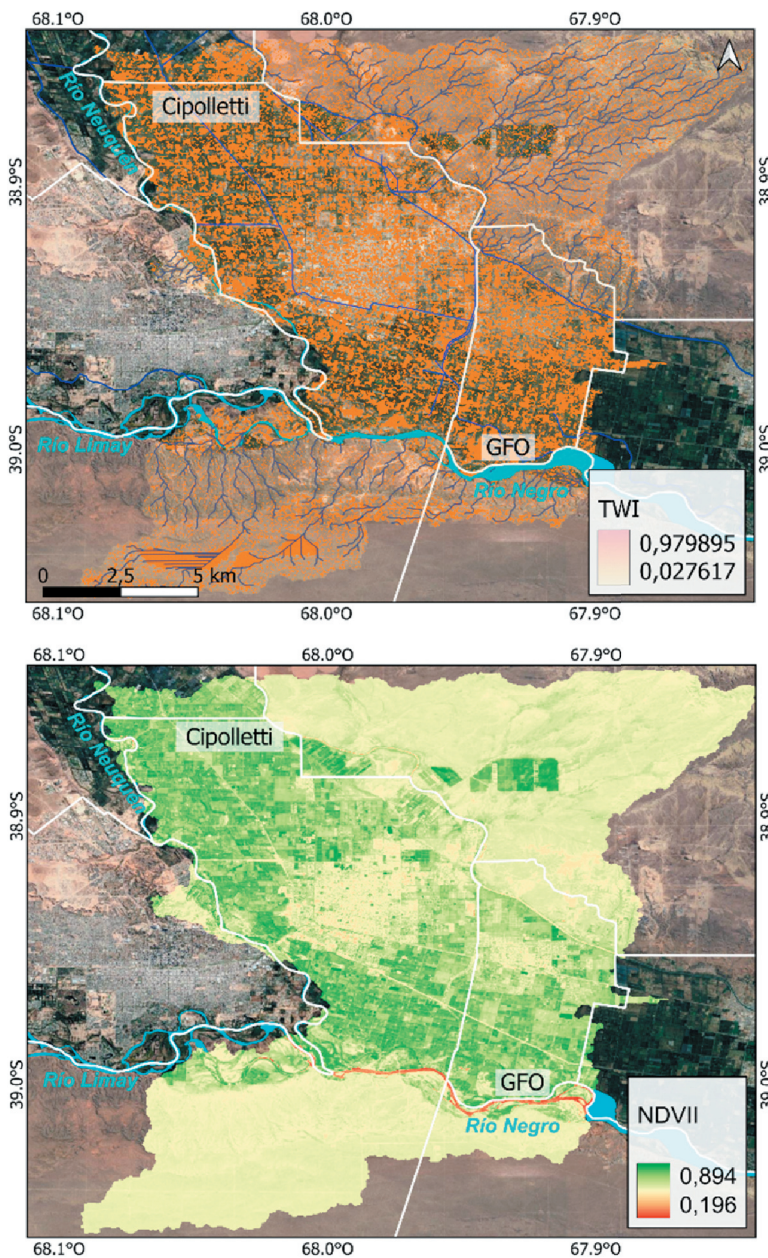 68.1°O 68.0°O 67.9°O
Río Neuquén
Cipolletti
38.9°S 38.9°S
39.0°S 39.0°S
Río Limay
GFO
Río Negro
TWI
0,979895
0,027617
0 2,5 5 km
68.1°O 68.0°O 67.9°O
68.1°O 68.0°O 67.9°O
Río Neuquén
Cipolletti
38.9°S 38.9°S
39.0°S 39.0°S
Río Limay
GFO
Río Negro
NDVII
0,894
0,196
68.1°O 68.0°O 67.9°O